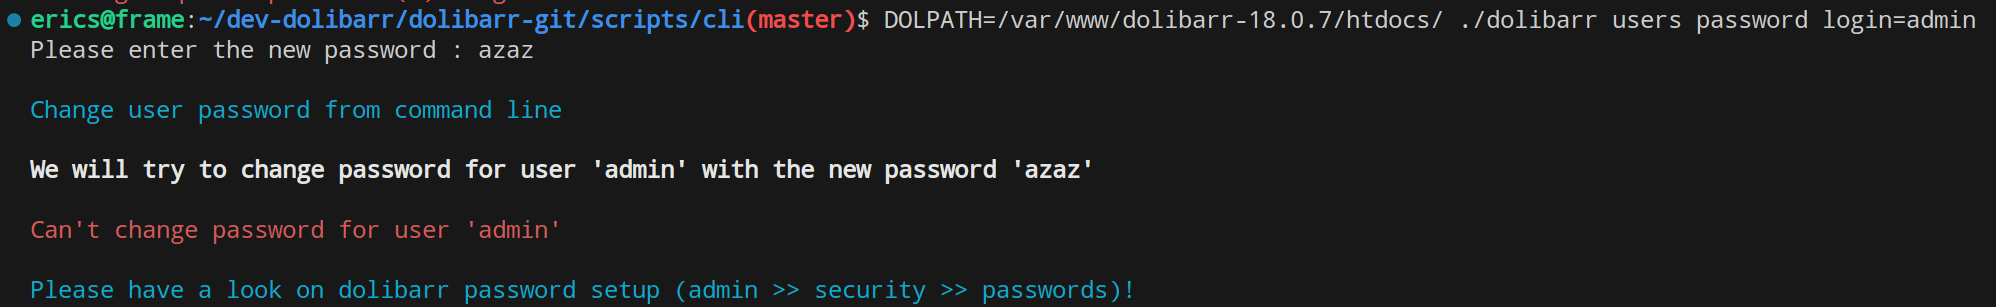 erics@frame:~/dev-dolibarr/dolibarr-git/scripts/cli(master)$ DOLPATH=/var/www/dolibarr-18.0.7/htdocs/ ./dolibarr users password login=admin
Please enter the new password : azaz
Change user password from command line
We will try to change password for user 'admin' with the new password 'azaz'
Can't change password for user 'admin'
Please have a look on dolibarr password setup (admin >> security >> passwords)!